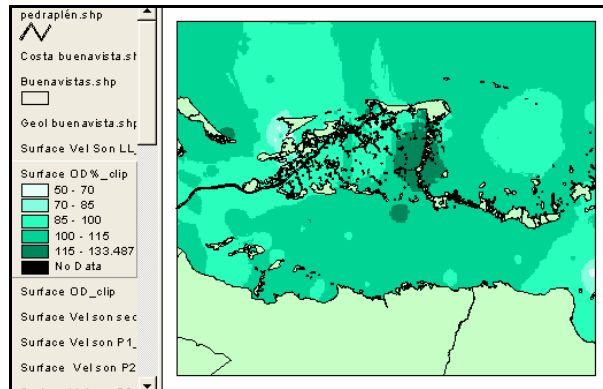 pedraplén.shp
Costa buenavista.sh
Buenavistas.shp
Geol buenavista.shp
Surface Vel Son LL_
Surface OD%_clip
50 - 70
70 - 85
85 - 100
100 - 115
115 - 133.487
No Data
Surface OD_clip
Surface Vel son sec
Surface Vel son P1_
Surface Vel son P2